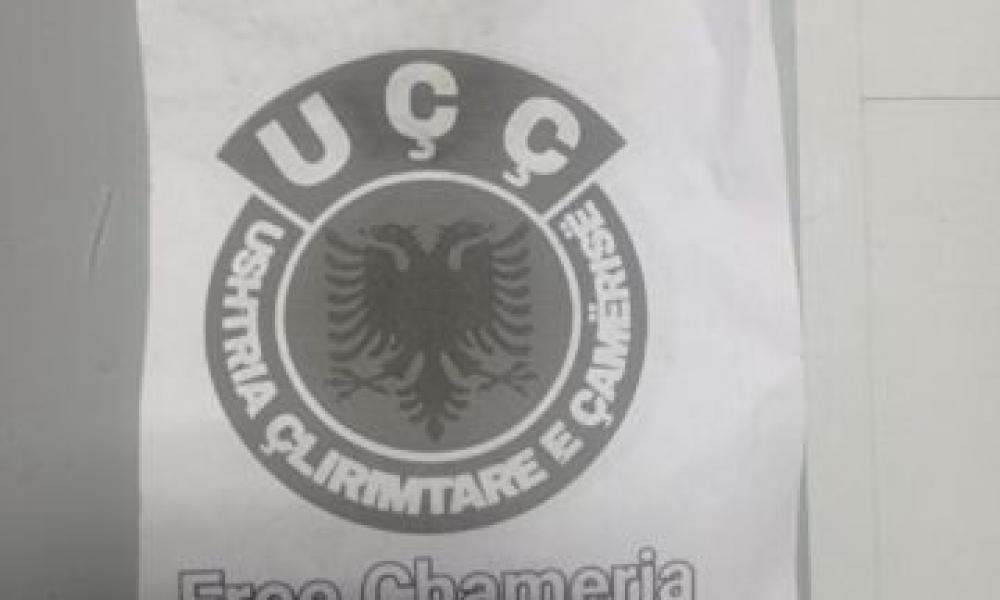 UÇÇ
USHTRIA ÇLIRIMTARE E ÇAMËRISË
Free Chameria